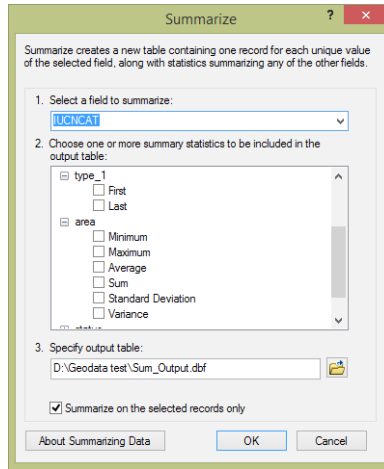 Summarize
?
×
Summarize creates a new table containing one record for each unique value
of the selected field, along with statistics summarizing any of the other fields.
1. Select a field to summarize:
IUCNCAT
2. Choose one or more summary statistics to be included in the
output table:
type_1
First
Last
area
Minimum
Maximum
Average
Sum
Standard Deviation
Variance
3. Specify output table:
D:\Geodata test\Sum_Output.dbf
Summarize on the selected records only
About Summarizing Data
OK
Cancel